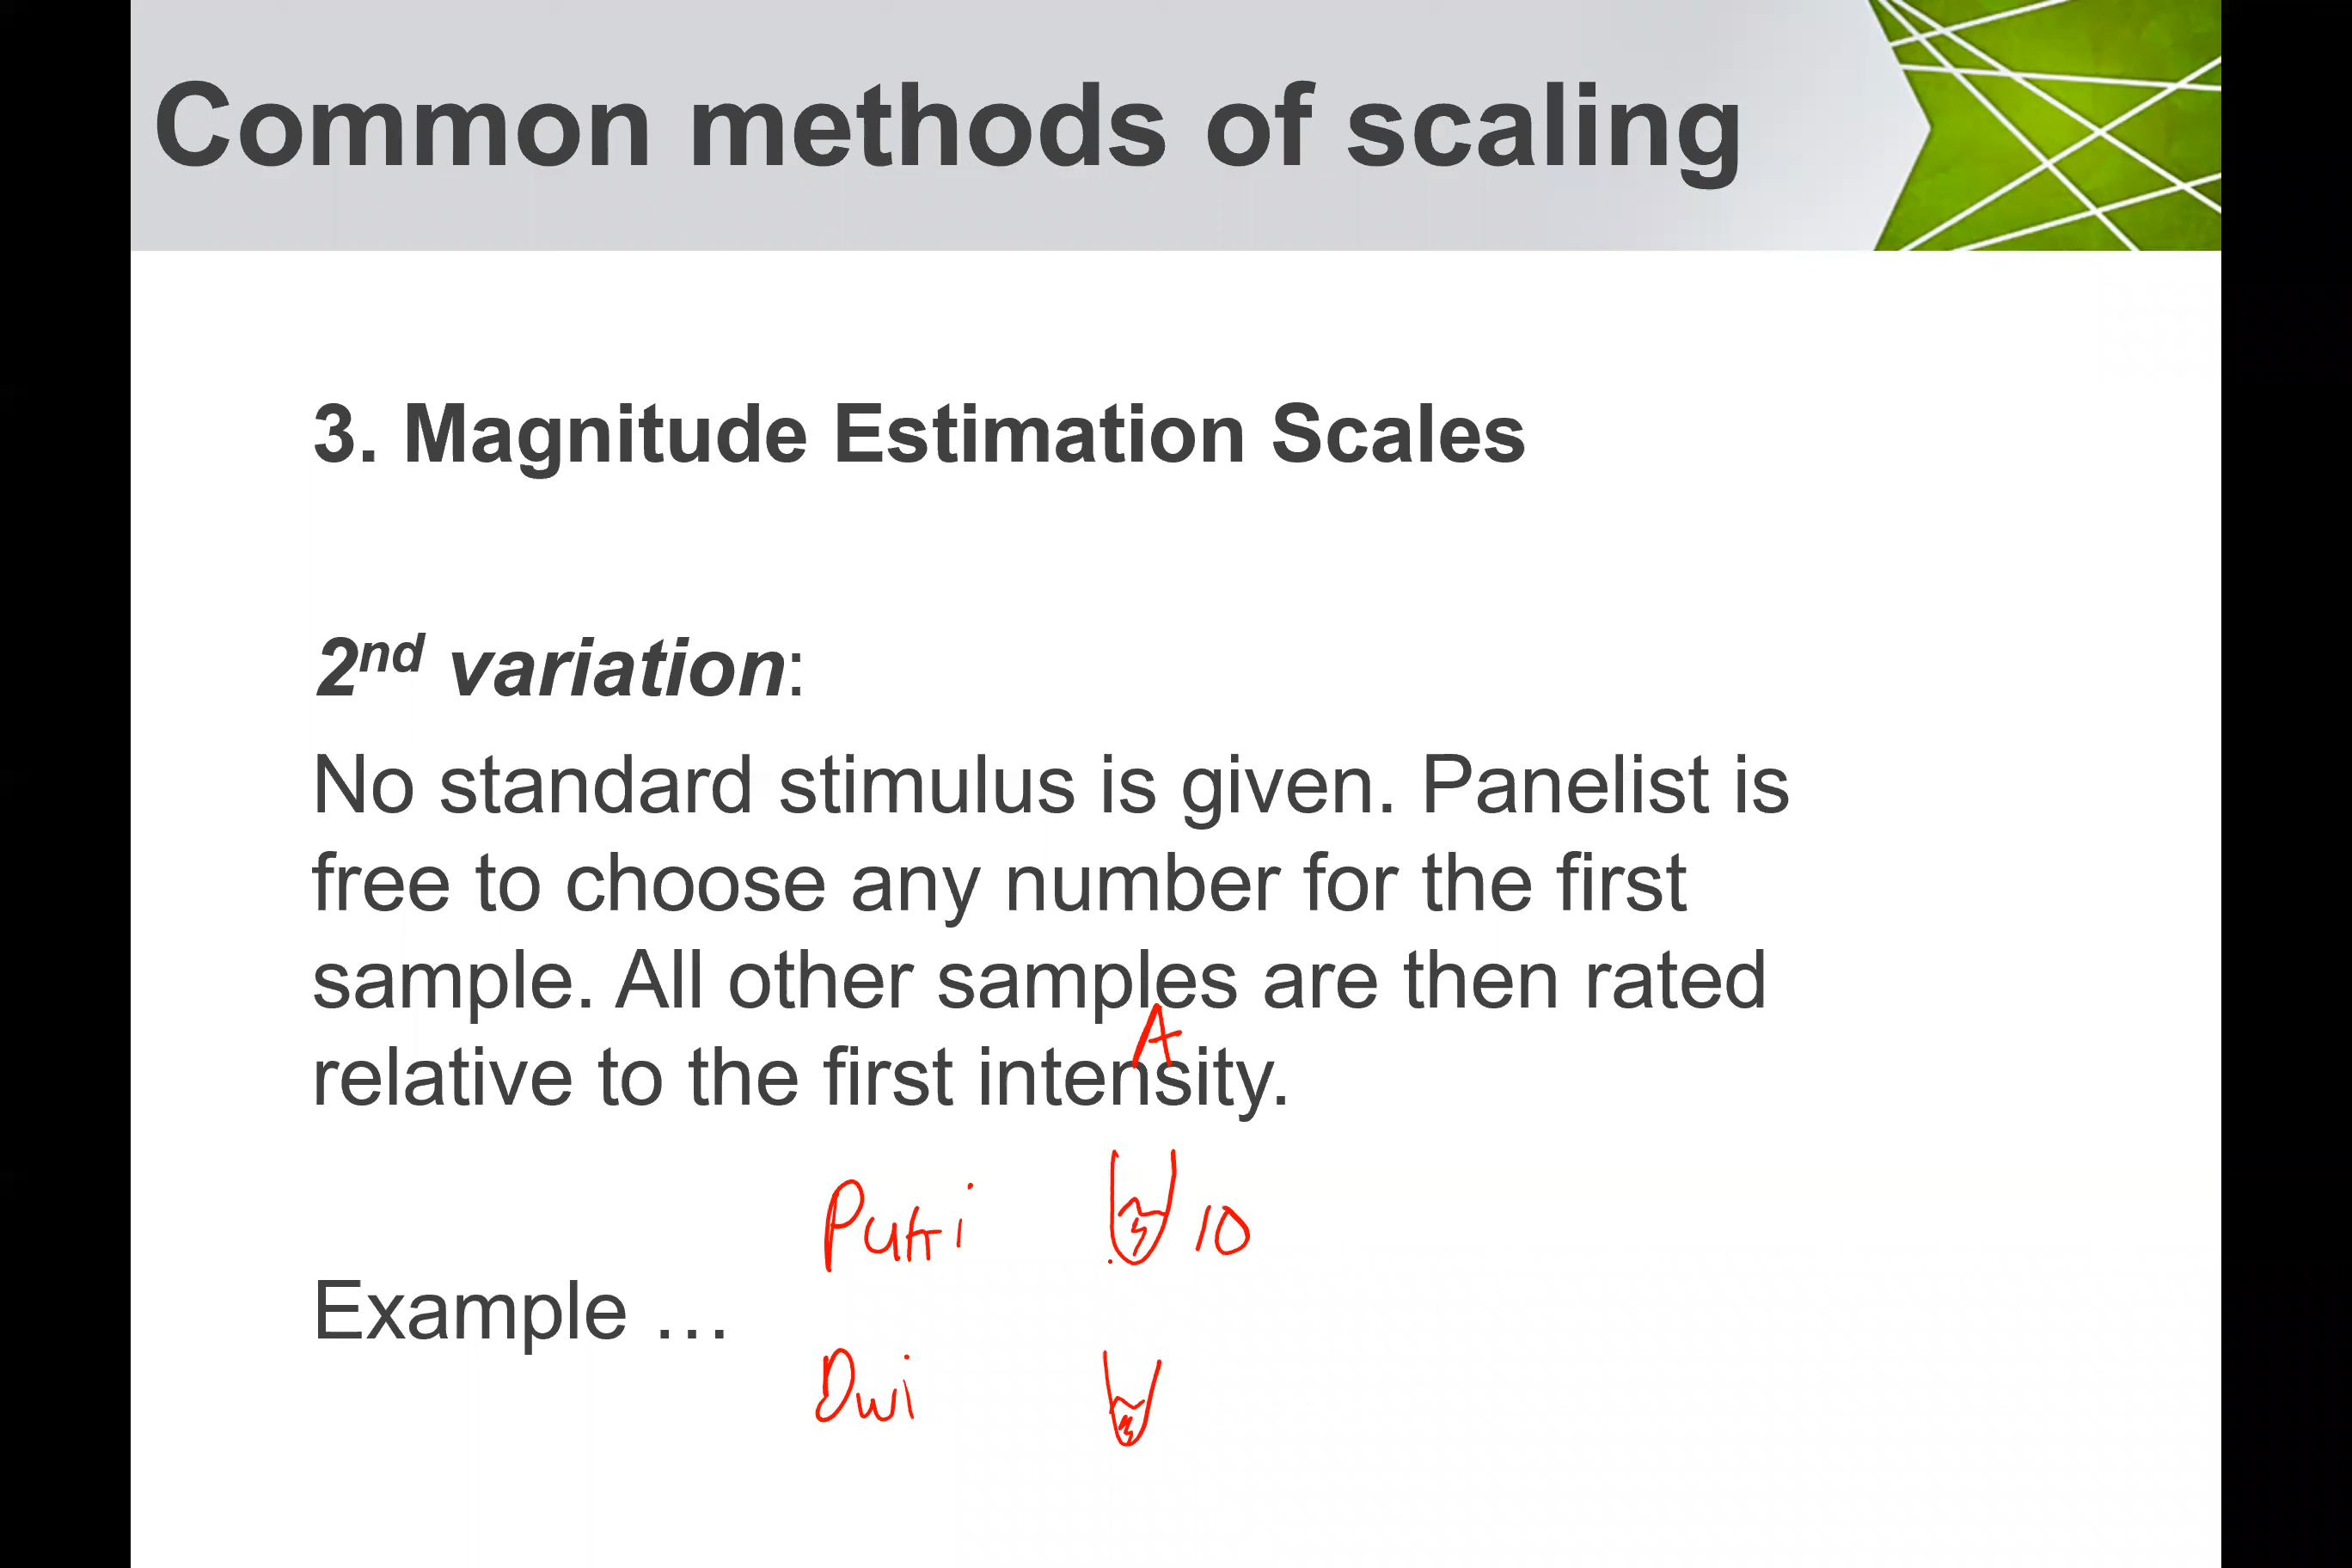 Common methods of scaling
3. Magnitude Estimation Scales
2nd variation:
No standard stimulus is given. Panelist is
free to choose any number for the first
sample. All other samples are then rated
relative to the first intensity.
A
Putri 10
Example …
Dwi